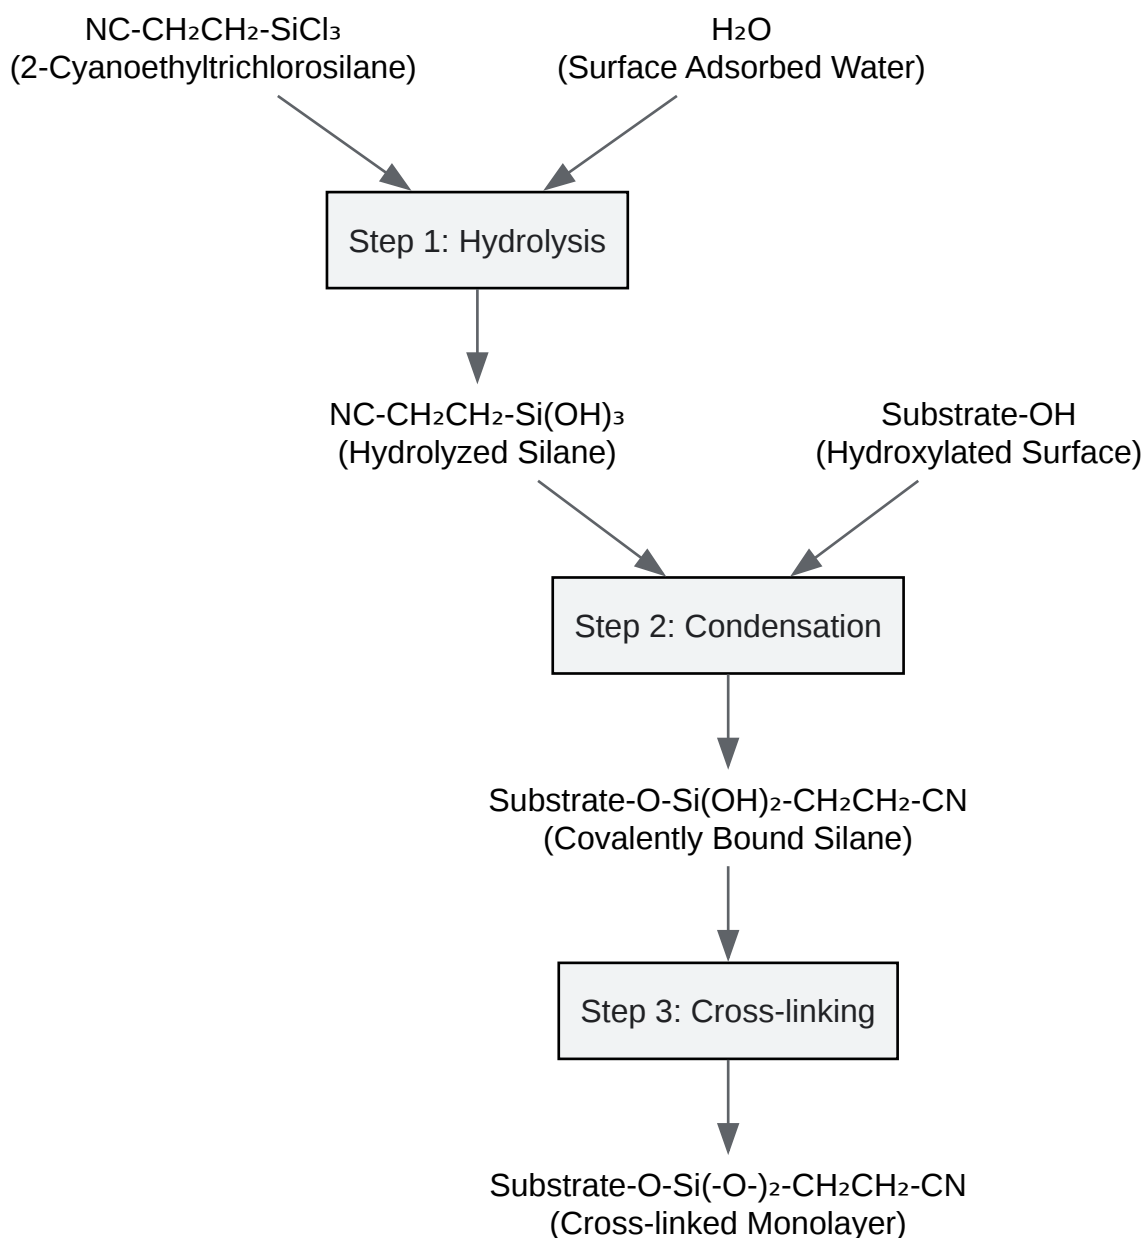 NC-CH₂CH₂-SiCl₃
(2-Cyanoethyltrichlorosilane)
H₂O
(Surface Adsorbed Water)
Step 1: Hydrolysis
NC-CH₂CH₂-Si(OH)₃
(Hydrolyzed Silane)
Substrate-OH
(Hydroxylated Surface)
Step 2: Condensation
Substrate-O-Si(OH)₂-CH₂CH₂-CN
(Covalently Bound Silane)
Step 3: Cross-linking
Substrate-O-Si(-O-)₂-CH₂CH₂-CN
(Cross-linked Monolayer)